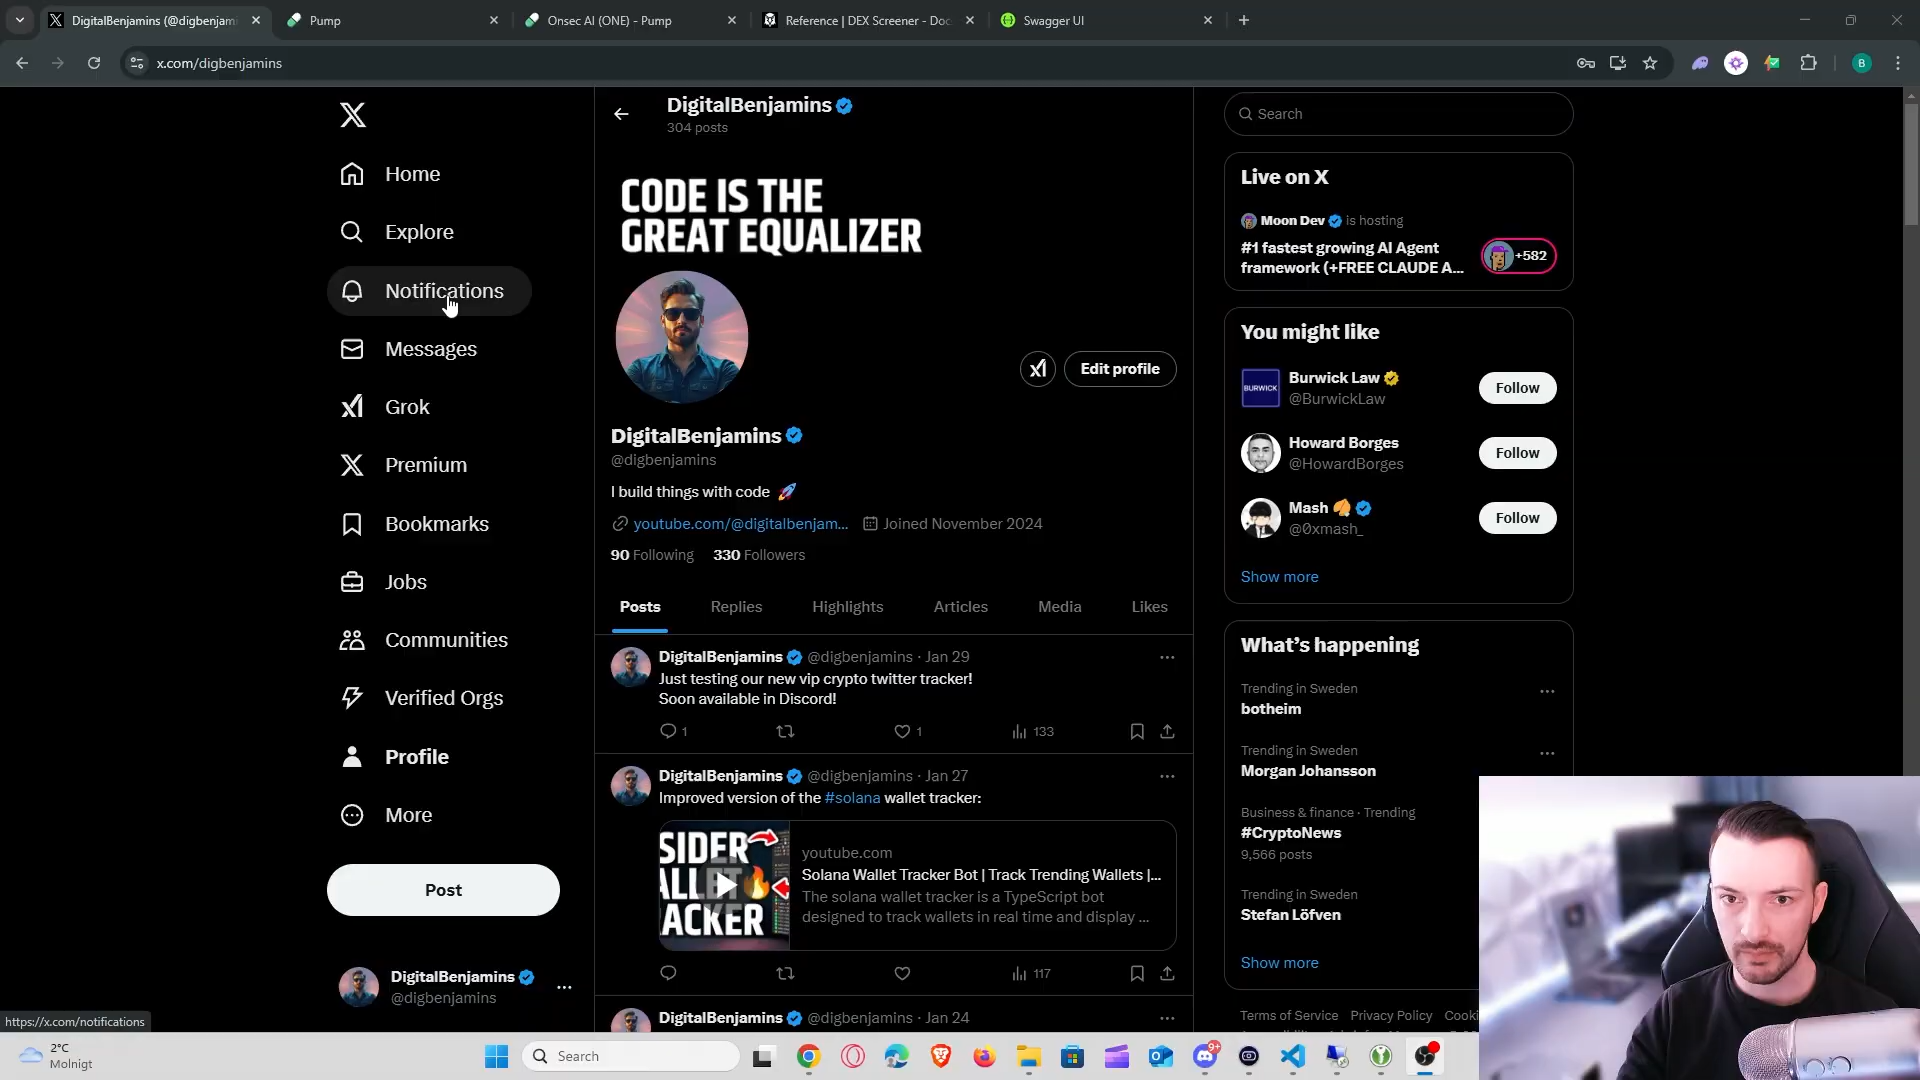 DigitalBenjamins (@digbenjam
Pump
Onsec AI (ONE) - Pump
Reference | DEX Screener - Doc
Swagger UI
x.com/digbenjamins
B
Home
Explore
Notifications
Messages
Grok
Premium
Bookmarks
Jobs
Communities
Verified Orgs
Profile
More
Post
DigitalBenjamins
@digbenjamins
https://x.com/notifications
DigitalBenjamins
304 posts
CODE IS THE
GREAT EQUALIZER
Edit profile
DigitalBenjamins
@digbenjamins
I build things with code
youtube.com/@digitalbenjam... Joined November 2024
90 Following 330 Followers
Posts Replies Highlights Articles Media Likes
DigitalBenjamins @digbenjamins · Jan 29
Just testing our new vip crypto twitter tracker!
Soon available in Discord!
1 1 133
DigitalBenjamins @digbenjamins · Jan 27
Improved version of the #solana wallet tracker:
SIDER
ACKER
youtube.com
Solana Wallet Tracker Bot | Track Trending Wallets |...
The solana wallet tracker is a TypeScript bot
designed to track wallets in real time and display ...
117
DigitalBenjamins @digbenjamins · Jan 24
Search
Live on X
Moon Dev is hosting
#1 fastest growing AI Agent
framework (+FREE CLAUDE A...
+582
You might like
BURWICK
Burwick Law
@BurwickLaw
Follow
Howard Borges
@HowardBorges
Follow
Mash
@0xmash_
Follow
Show more
What's happening
Trending in Sweden
botheim
Trending in Sweden
Morgan Johansson
Business & finance · Trending
#CryptoNews
9,566 posts
Trending in Sweden
Stefan Löfven
Show more
Terms of Service Privacy Policy Cooki
2°C
Molnigt
Search
9+